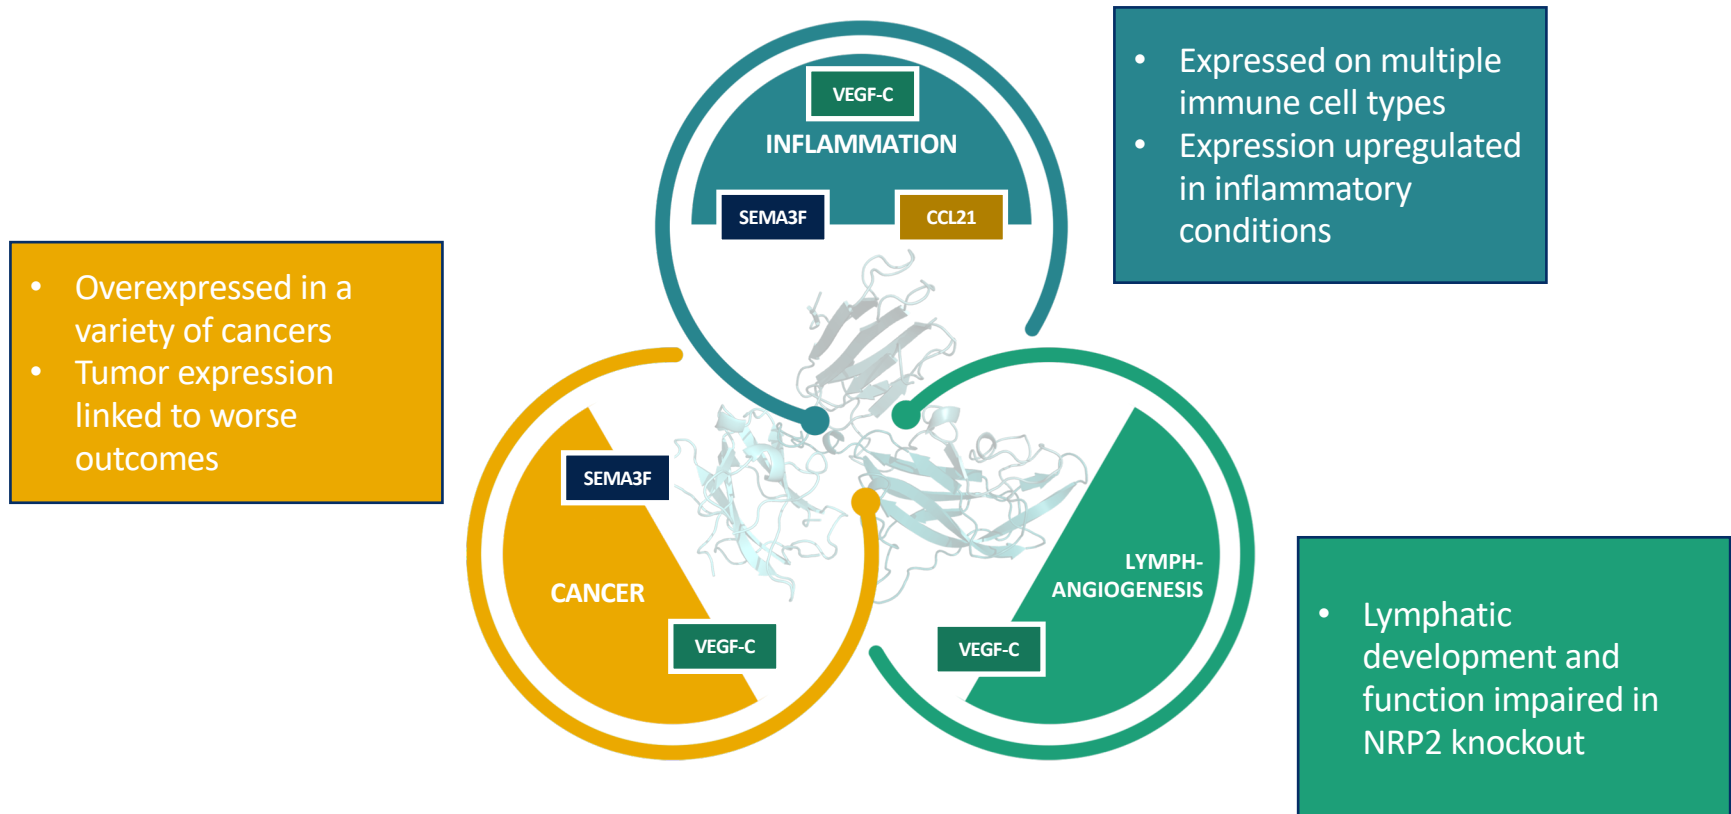 VEGF-C
INFLAMMATION
SEMA3F
CCL21
• Expressed on multiple
immune cell types
• Expression upregulated
in inflammatory
conditions
• Overexpressed in a
variety of cancers
• Tumor expression
linked to worse
outcomes
SEMA3F
CANCER
VEGF-C
LYMPH-
ANGIOGENESIS
VEGF-C
• Lymphatic
development and
function impaired in
NRP2 knockout